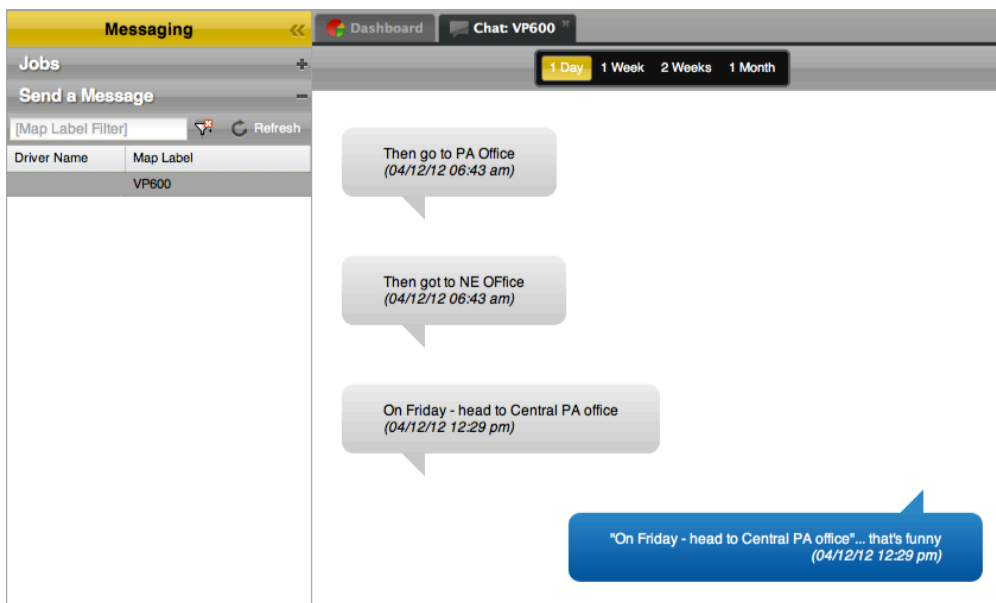 Messaging
Dashboard
Chat: VP600
Jobs
1 Day 1 Week 2 Weeks 1 Month
Send a Message
[Map Label Filter] Refresh
Driver Name Map Label
VP600
Then go to PA Office
(04/12/12 06:43 am)
Then got to NE OFfice
(04/12/12 06:43 am)
On Friday - head to Central PA office
(04/12/12 12:29 pm)
"On Friday - head to Central PA office"... that's funny
(04/12/12 12:29 pm)